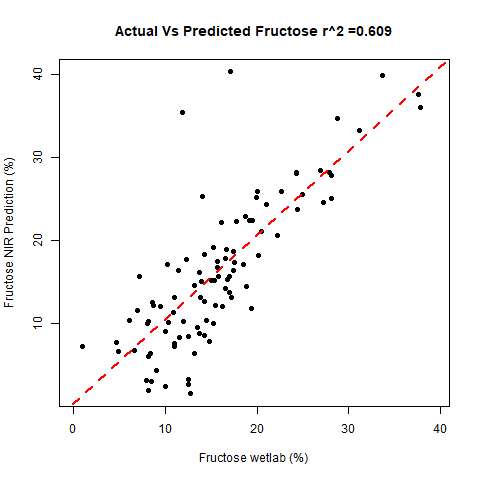 Actual Vs Predicted Fructose r^2 =0.609
Fructose NIR Prediction (%)
40
30
20
10
0 10 20 30 40
Fructose wetlab (%)